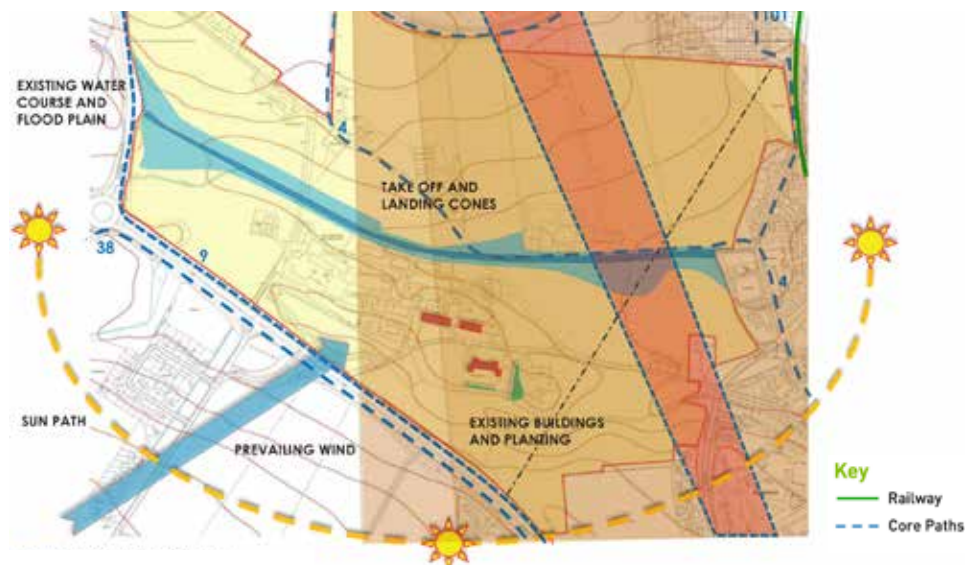 101
EXISTING WATER
COURSE AND
FLOOD PLAIN
4
TAKE OFF AND
LANDING CONES
38
9
4
SUN PATH
PREVAILING WIND
EXISTING BUILDINGS
AND PLANTING
Key
Railway
Core Paths